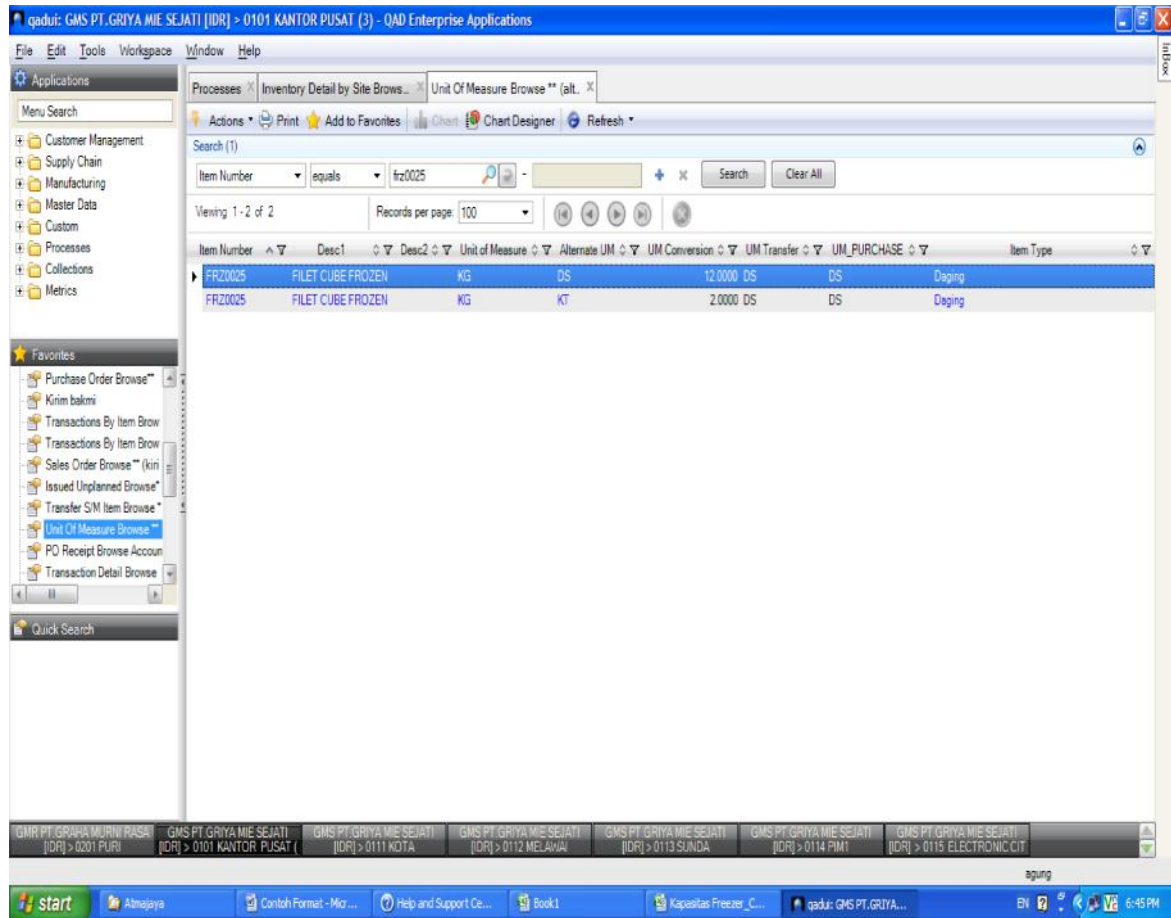 qadui: GMS PT.GRIYA MIE SEJATI [IDR] > 0101 KANTOR PUSAT (3) - QAD Enterprise Applications
File Edit Tools Workspace Window Help
InBox
Applications
Menu Search
Customer Management
Supply Chain
Manufacturing
Master Data
Custom
Processes
Collections
Metrics
Favorites
Purchase Order Browse**
Kirim bakmi
Transactions By Item Brow
Transactions By Item Brow
Sales Order Browse ** (kiri
Issued Unplanned Browse*
Transfer S/M Item Browse *
Unit Of Measure Browse **
PO Receipt Browse Accoun
Transaction Detail Browse
Quick Search
Processes Inventory Detail by Site Brows... Unit Of Measure Browse ** (alt..
Actions Print Add to Favorites Chart Chart Designer Refresh
Search (1)
Item Number equals frz0025 - Search Clear All
Viewing 1 - 2 of 2 Records per page: 100
Item Number Desc1 Desc2 Unit of Measure Alternate UM UM Conversion UM Transfer UM_PURCHASE Item Type
FRZ0025 FILET CUBE FROZEN KG DS 12.0000 DS DS Daging
FRZ0025 FILET CUBE FROZEN KG KT 2.0000 DS DS Daging
GMR PT.GRAHA MURNI RASA GMS PT.GRIYA MIE SEJATI GMS PT.GRIYA MIE SEJATI GMS PT.GRIYA MIE SEJATI GMS PT.GRIYA MIE SEJATI GMS PT.GRIYA MIE SEJATI GMS PT.GRIYA MIE SEJATI
[IDR] > 0201 PURI [IDR] > 0101 KANTOR PUSAT ( [IDR] > 0111 KOTA [IDR] > 0112 MELAWAI [IDR] > 0113 SUNDA [IDR] > 0114 PIM1 [IDR] > 0115 ELECTRONIC CIT
agung
start Atmajaya Contoh Format - Micr... Help and Support Ce... Book1 Kapasitas Freezer_C... qadui: GMS PT.GRIYA... EN 6:45 PM